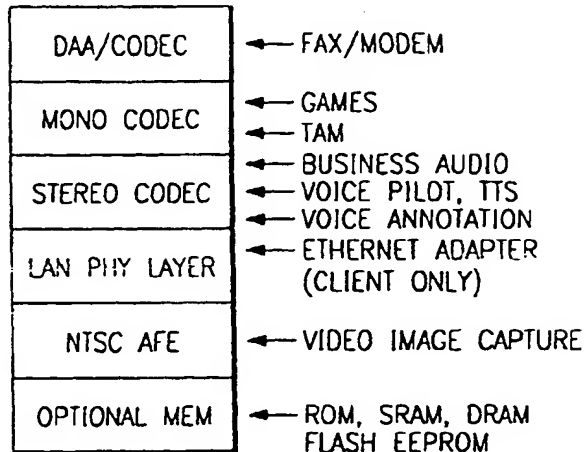 DAA/CODEC
FAX/MODEM
MONO CODEC
GAMES
TAM
STEREO CODEC
BUSINESS AUDIO
VOICE PILOT, TTS
VOICE ANNOTATION
LAN PHY LAYER
ETHERNET ADAPTER
(CLIENT ONLY)
NTSC AFE
VIDEO IMAGE CAPTURE
OPTIONAL MEM
ROM, SRAM, DRAM
FLASH EEPROM